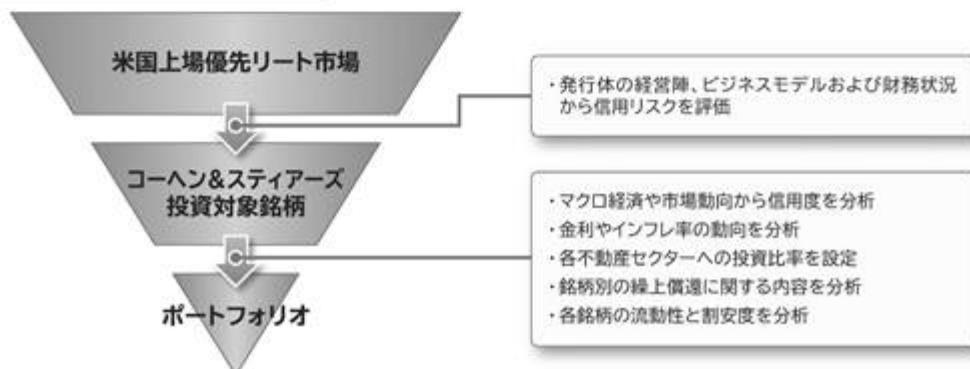 米国上場優先リート市場
・発行体の経営陣、ビジネスモデルおよび財務状況
から信用リスクを評価
コーヘン&スティアーズ
投資対象銘柄
・マクロ経済や市場動向から信用度を分析
・金利やインフレ率の動向を分析
・各不動産セクターへの投資比率を設定
・銘柄別の繰上償還に関する内容を分析
・各銘柄の流動性と割安度を分析
ポートフォリオ